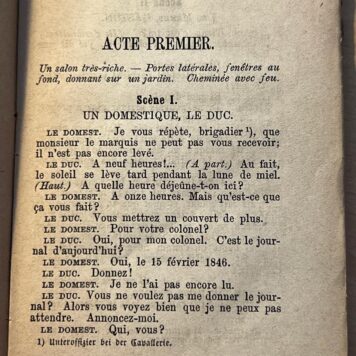 ACTE PREMIER.
Un salon très-riche. — Portes latérales, fenêtres au
fond, donnant sur un jardin. Cheminée avec feu.
Scène I.
UN DOMESTIQUE, LE DUC.
LE DOMEST. Je vous répète, brigadier¹), que
monsieur le marquis ne peut pas vous recevoir;
il n'est pas encore levé.
LE DUC. A neuf heures!... (A part.) Au fait,
le soleil se lève tard pendant la lune de miel.
(Haut.) A quelle heure déjeûne-t-on ici?
LE DOMEST. A onze heures. Mais qu'est-ce que
ça vous fait?
LE DUC. Vous mettrez un couvert de plus.
LE DOMEST. Pour votre colonel?
LE DUC. Oui, pour mon colonel. C'est le jour-
nal d'aujourd'hui?
LE DOMEST. Oui, le 15 février 1846.
LE DUC. Donnez!
LE DOMEST. Je ne l'ai pas encore lu.
LE DUC. Vous ne voulez pas me donner le jour-
nal? Alors vous voyez bien que je ne peux pas
attendre. Annoncez-moi.
LE DOMEST. Qui, vous?
1) Unteroffizier bei der Cavallerie.